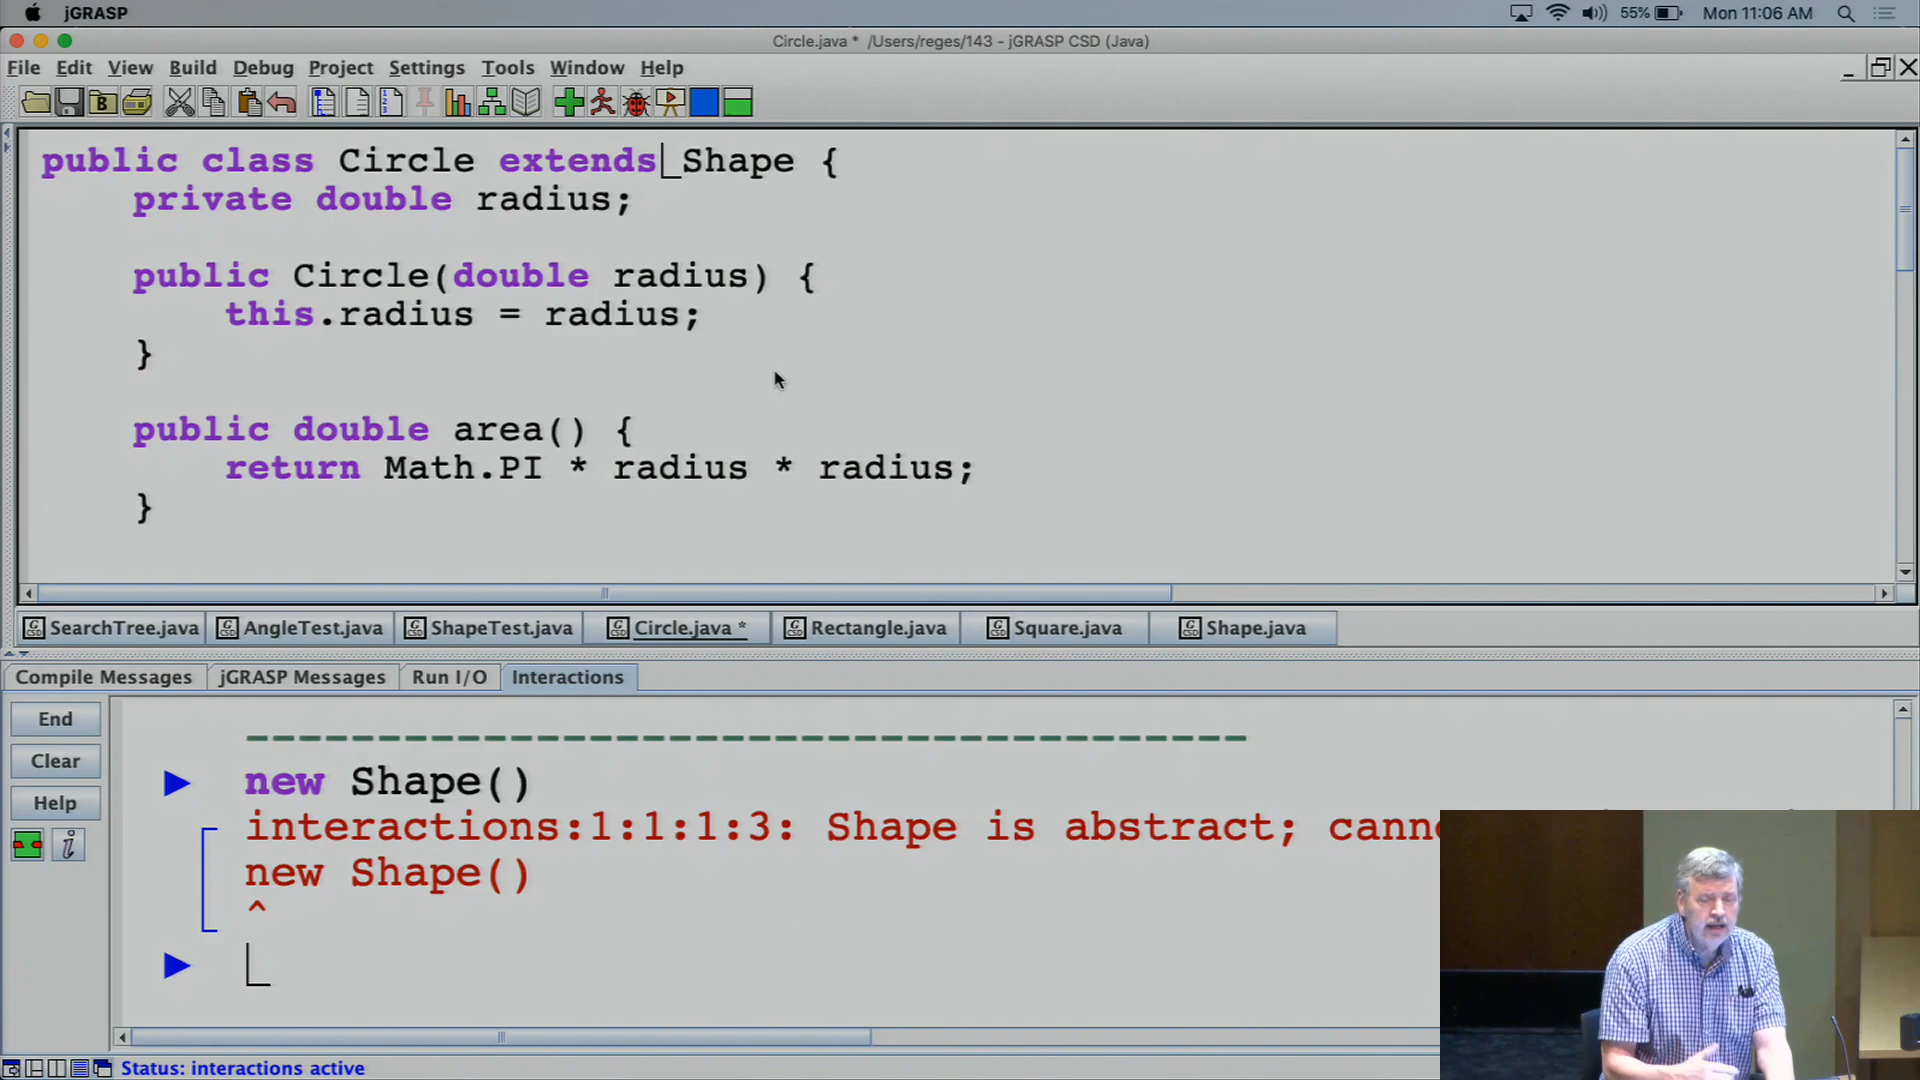 jGRASP
55% Mon 11:06 AM
Circle.java * /Users/reges/143 - jGRASP CSD (Java)
File Edit View Build Debug Project Settings Tools Window Help
public class Circle extends Shape {
private double radius;
public Circle(double radius) {
this.radius = radius;
}
public double area() {
return Math.PI * radius * radius;
}
SearchTree.java AngleTest.java ShapeTest.java Circle.java * Rectangle.java Square.java Shape.java
Compile Messages jGRASP Messages Run I/O Interactions
End
Clear
Help
--------------------------------------
new Shape()
interactions:1:1:1:3: Shape is abstract;
new Shape()
^
Status: interactions active